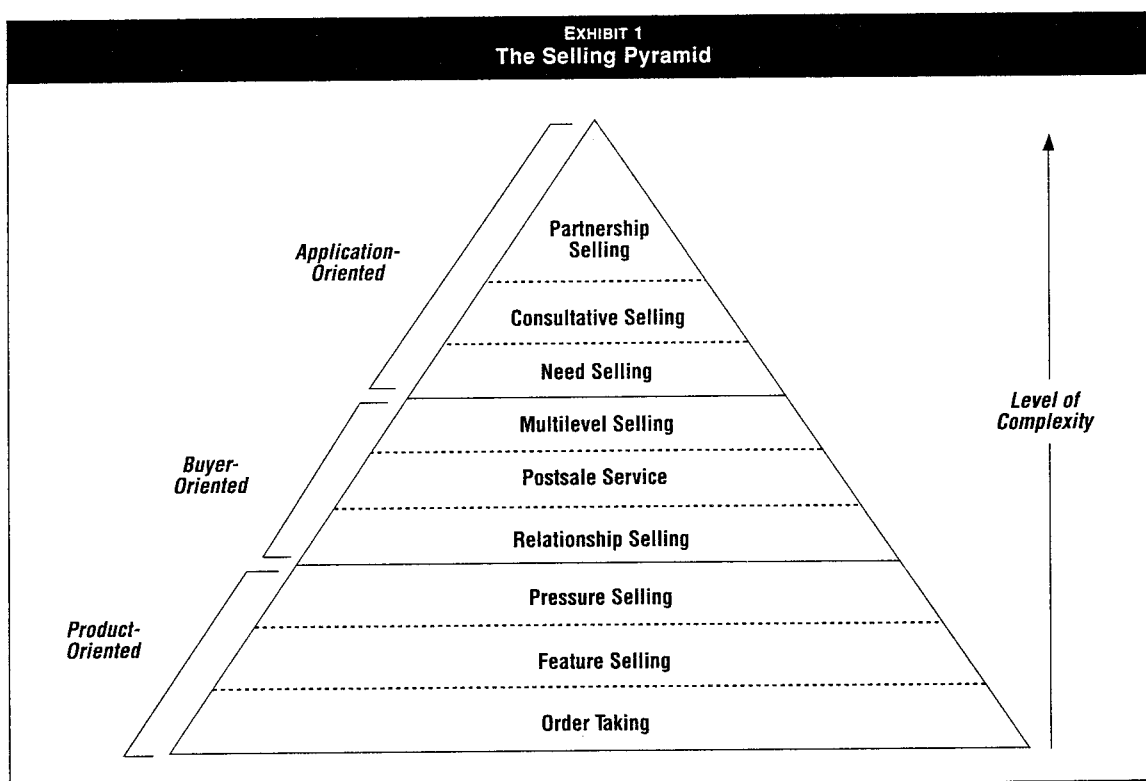 EXHIBIT 1
The Selling Pyramid
Partnership
Selling
Application-
Oriented
Consultative Selling
Need Selling
Level of
Complexity
Multilevel Selling
Buyer-
Oriented
Postsale Service
Relationship Selling
Pressure Selling
Product-
Oriented
Feature Selling
Order Taking